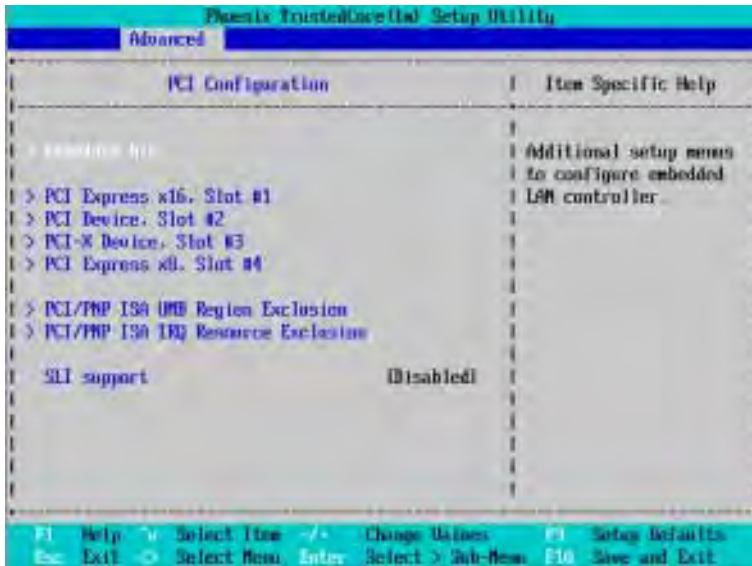 Phoenix TrustedCore(tm) Setup Utility
Advanced
PCI Configuration
Item Specific Help
Additional setup menus
to configure embedded
LAN controller.
> PCI Express x16, Slot #1
> PCI Device, Slot #2
> PCI-X Device, Slot #3
> PCI Express x8, Slot #4
> PCI/PNP ISA UMB Region Exclusion
> PCI/PNP ISA IRQ Resource Exclusion
SLI support [Disabled]
F1 Help Select Item -/+ Change Values F9 Setup Defaults
Esc Exit <> Select Menu Enter Select > Sub-Menu F10 Save and Exit